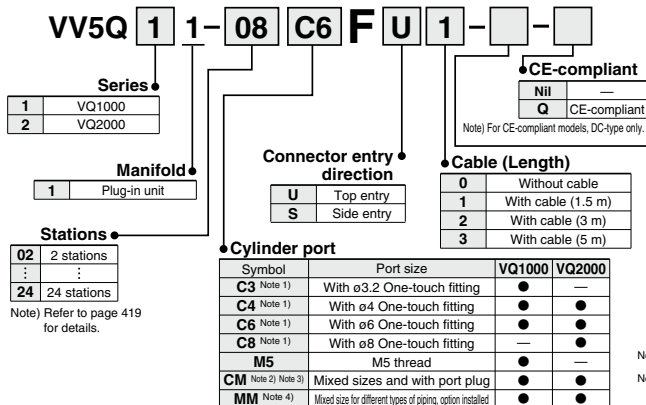 VV5Q 1 1 - 08 C6 F U 1 - -
Series
1 VQ1000
2 VQ2000
Manifold
1 Plug-in unit
Stations
02 2 stations
⋮ ⋮
24 24 stations
Note) Refer to page 419
for details.
Connector entry
direction
U Top entry
S Side entry
CE-compliant
Nil —
Q CE-compliant
Note) For CE-compliant models, DC-type only.
Cable (Length)
0 Without cable
1 With cable (1.5 m)
2 With cable (3 m)
3 With cable (5 m)
Cylinder port
Symbol Port size VQ1000 VQ2000
C3 Note 1) With ø3.2 One-touch fitting ● —
C4 Note 1) With ø4 One-touch fitting ● ●
C6 Note 1) With ø6 One-touch fitting ● ●
C8 Note 1) With ø8 One-touch fitting — ●
M5 M5 thread ● —
CM Note 2) Note 3) Mixed sizes and with port plug ● ●
MM Note 4) Mixed size for different types of piping, option installed ● ●